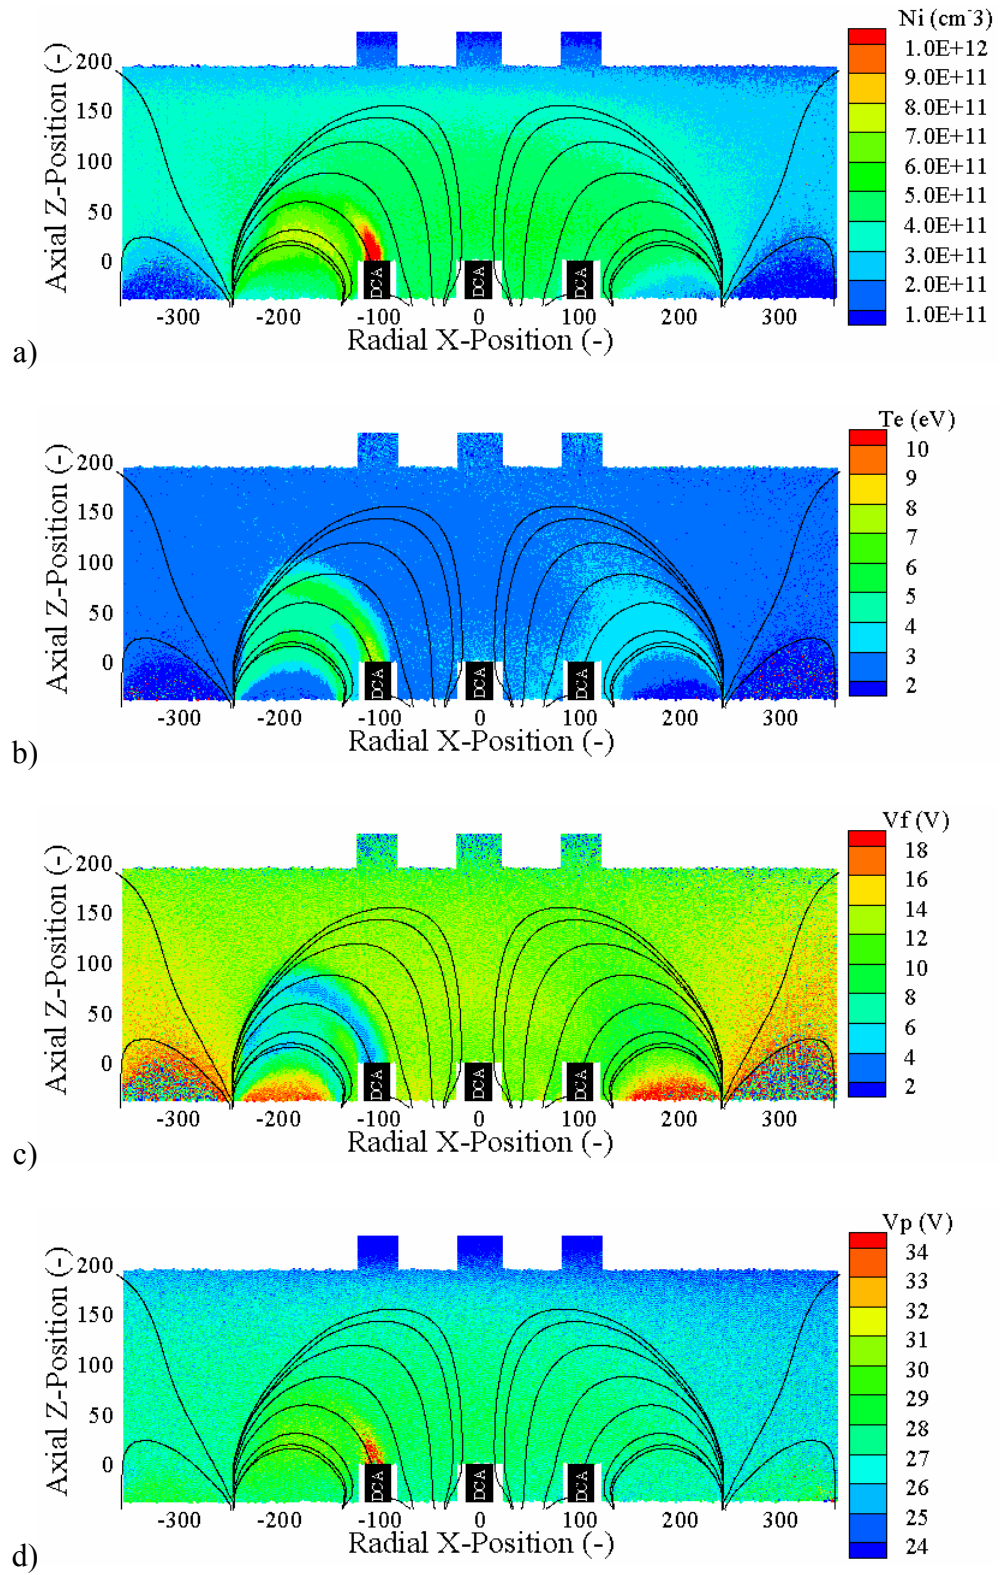 Ni (cm-3)
1.0E+12
9.0E+11
8.0E+11
7.0E+11
6.0E+11
5.0E+11
4.0E+11
3.0E+11
2.0E+11
1.0E+11
Axial Z-Position (-)
200
150
100
50
0
DCA DCA DCA
-300 -200 -100 0 100 200 300
Radial X-Position (-)
a)
Te (eV)
10
9
8
7
6
5
4
3
2
Axial Z-Position (-)
200
150
100
50
0
DCA DCA DCA
-300 -200 -100 0 100 200 300
Radial X-Position (-)
b)
Vf (V)
18
16
14
12
10
8
6
4
2
Axial Z-Position (-)
200
150
100
50
0
DCA DCA DCA
-300 -200 -100 0 100 200 300
Radial X-Position (-)
c)
Vp (V)
34
33
32
31
30
29
28
27
26
25
24
Axial Z-Position (-)
200
150
100
50
0
DCA DCA DCA
-300 -200 -100 0 100 200 300
Radial X-Position (-)
d)